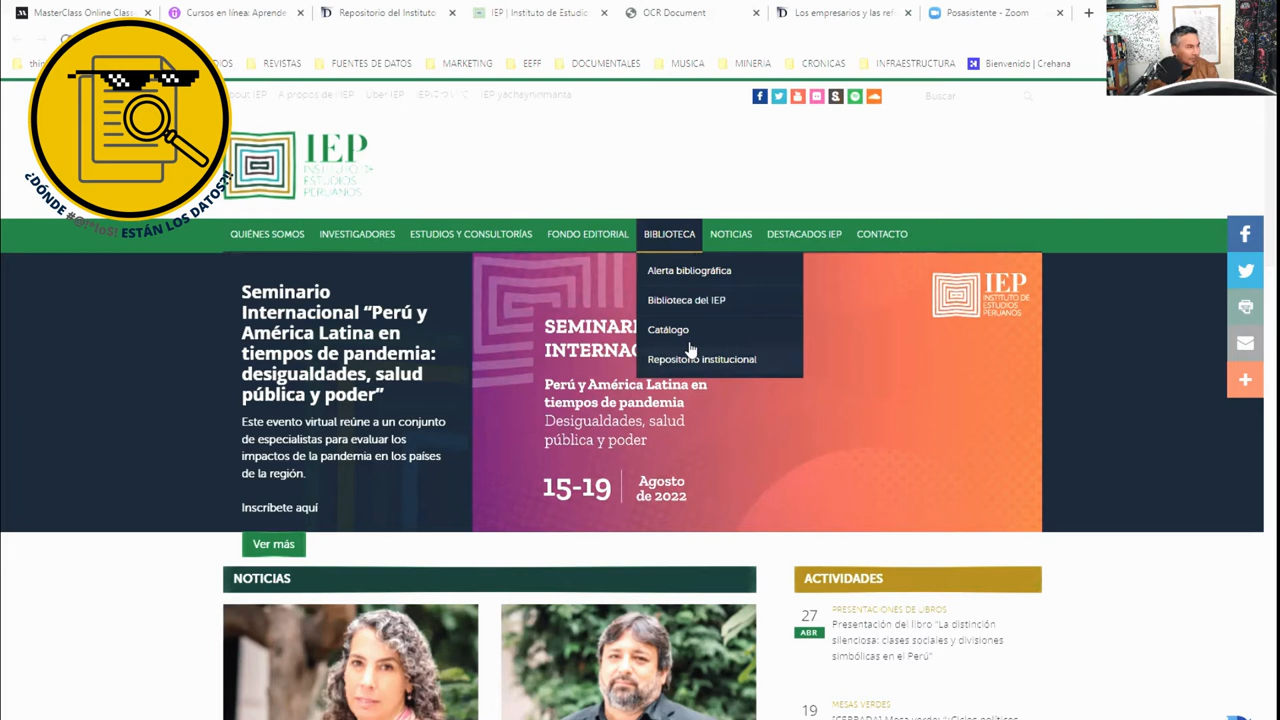 MasterClass Online Class
Cursos en línea: Aprende
Repositorio del Instituto
IEP | Instituto de Estudic
OCR Document
Los empresarios y las ref
Posasistente - Zoom
REVISTAS
FUENTES DE DATOS
MARKETING
EEFF
DOCUMENTALES
MUSICA
MINERIA
CRONICAS
INFRAESTRUCTURA
Bienvenido | Crehana
¿DÓNDE #@!*!oS! ESTÁN LOS DATOS?!
A propos de l'IEP
Über IEP
IEP yachayninmanta
Buscar
IEP
INSTITUTO DE
ESTUDIOS
PERUANOS
QUIÉNES SOMOS
INVESTIGADORES
ESTUDIOS Y CONSULTORÍAS
FONDO EDITORIAL
BIBLIOTECA
NOTICIAS
DESTACADOS IEP
CONTACTO
Alerta bibliográfica
Biblioteca del IEP
Catálogo
Repositorio institucional
Seminario
Internacional “Perú y
América Latina en
tiempos de pandemia:
desigualdades, salud
pública y poder”
Este evento virtual reúne a un conjunto
de especialistas para evaluar los
impactos de la pandemia en los países
de la región.
Inscríbete aquí
Ver más
SEMINAR
INTERNAC
Perú y América Latina en
tiempos de pandemia
Desigualdades, salud
pública y poder
15-19
Agosto
de 2022
IEP
INSTITUTO DE
ESTUDIOS
PERUANOS
NOTICIAS
ACTIVIDADES
27
ABR
PRESENTACIONES DE LIBROS
Presentación del libro “La distinción
silenciosa: clases sociales y divisiones
simbólicas en el Perú”
19
MESAS VERDES